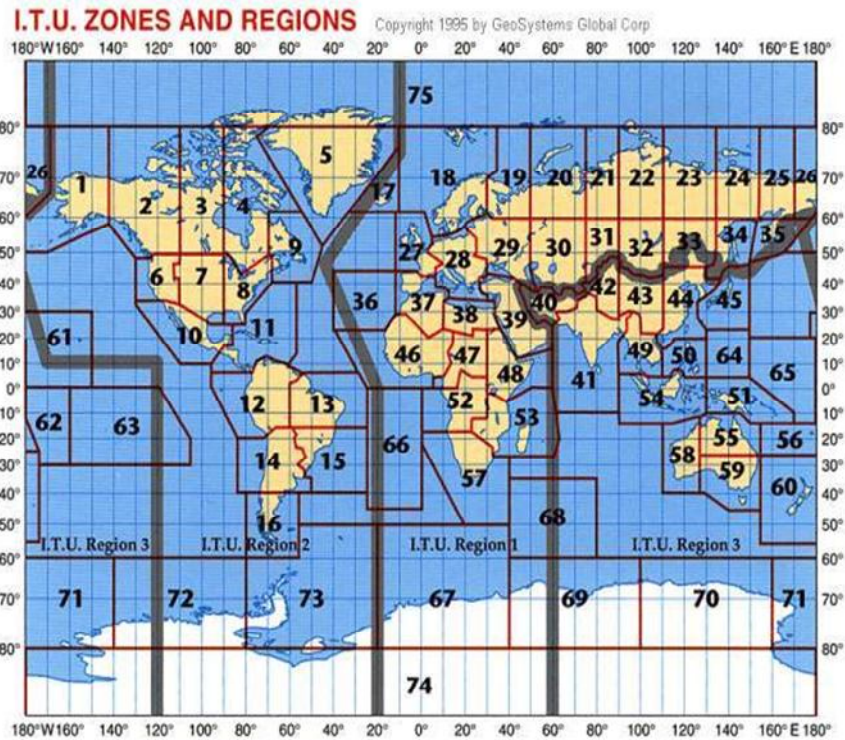 I.T.U. ZONES AND REGIONS Copyright 1995 by GeoSystems Global Corp
180°W160° 140° 120° 100° 80° 60° 40° 20° 0° 20° 40° 60° 80° 100° 120° 140° 160°E 180°
75
80° 80°
5
26 1 2 3 4 17 18 19 20 21 22 23 24 25 26
70° 70°
60° 60°
9 27 28 29 30 31 32 33 34 35
50° 50°
6 7 8
40° 40°
36 37 38 39 40 42 43 44 45
30° 30°
61 10 11
20° 20°
46 47 48 41 49 50 64 65
10° 10°
0° 0°
62 63 12 13 52 53 54 51
10° 10°
66 55 56
20° 20°
14 15 57 58 59
30° 30°
60
40° 40°
16 68
50° 50°
I.T.U. Region 3 I.T.U. Region 2 I.T.U. Region 1 I.T.U. Region 3
60° 60°
71 72 73 67 69 70 71
70° 70°
80° 80°
74
180°W160° 140° 120° 100° 80° 60° 40° 20° 0° 20° 40° 60° 80° 100° 120° 140° 160°E 180°